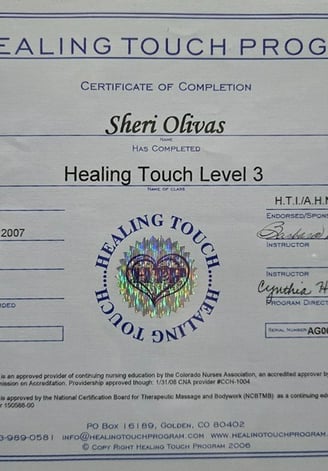 EALING TOUCH PROG
CERTIFICATE OF COMPLETION
Sheri Olivas
NAME
HAS COMPLETED
Healing Touch Level 3
NAME OF CLASS
H.T.I/A.H.N
ENDORSED/SPONS
2007
INSTRUCTOR
HEALING TOUCH
HEALING TOUCH
INSTRUCTOR
Cynthia H
PROGRAM DIRECT
DED
SERIAL NUMBER AG0
is an approved provider of continuing nursing education by the Colorado Nurses Association, an accredited approver by
mission on Accreditation. Providership approved though: 1/31/08 CNA provider #CCH-1004
is approved by the National Certification Board for Therapeutic Massage and Bodywork (NCBTMB) as a continuing ed
r 150588-00
PO BOX 16189, GOLDEN, CO 80402
3-989-0581 INFO@HEALINGTOUCHPROGRAM.COM WWW.HEALINGTOUCHPROGRAM.
© COPY RIGHT HEALING TOUCH PROGRAM 2006